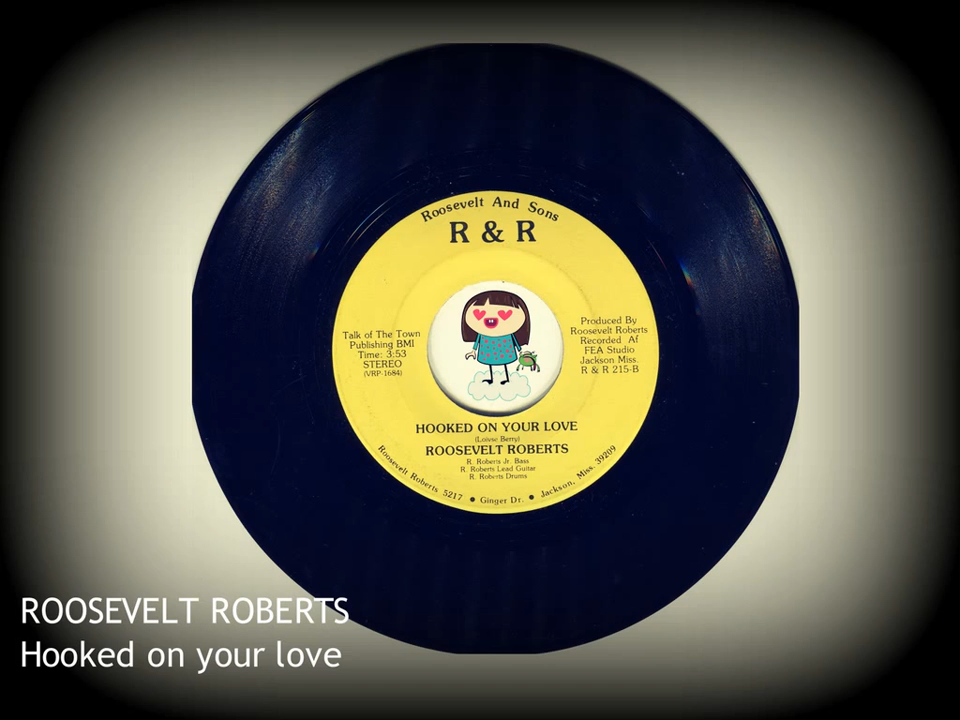 Roosevelt And Sons
R & R
Talk of The Town
Publishing BMI
Time: 3:53
STEREO
(VRP-1684)
Produced By
Roosevelt Roberts
Recorded Af
FEA Studio
Jackson Miss.
R & R 215-B
HOOKED ON YOUR LOVE
(Loivse Berry)
ROOSEVELT ROBERTS
R. Roberts Jr. Bass
R. Roberts Lead Guitar
R. Roberts Drums
Roosevelt Roberts 5217 ● Ginger Dr. ● Jackson, Miss. 39209
ROOSEVELT ROBERTS
Hooked on your love